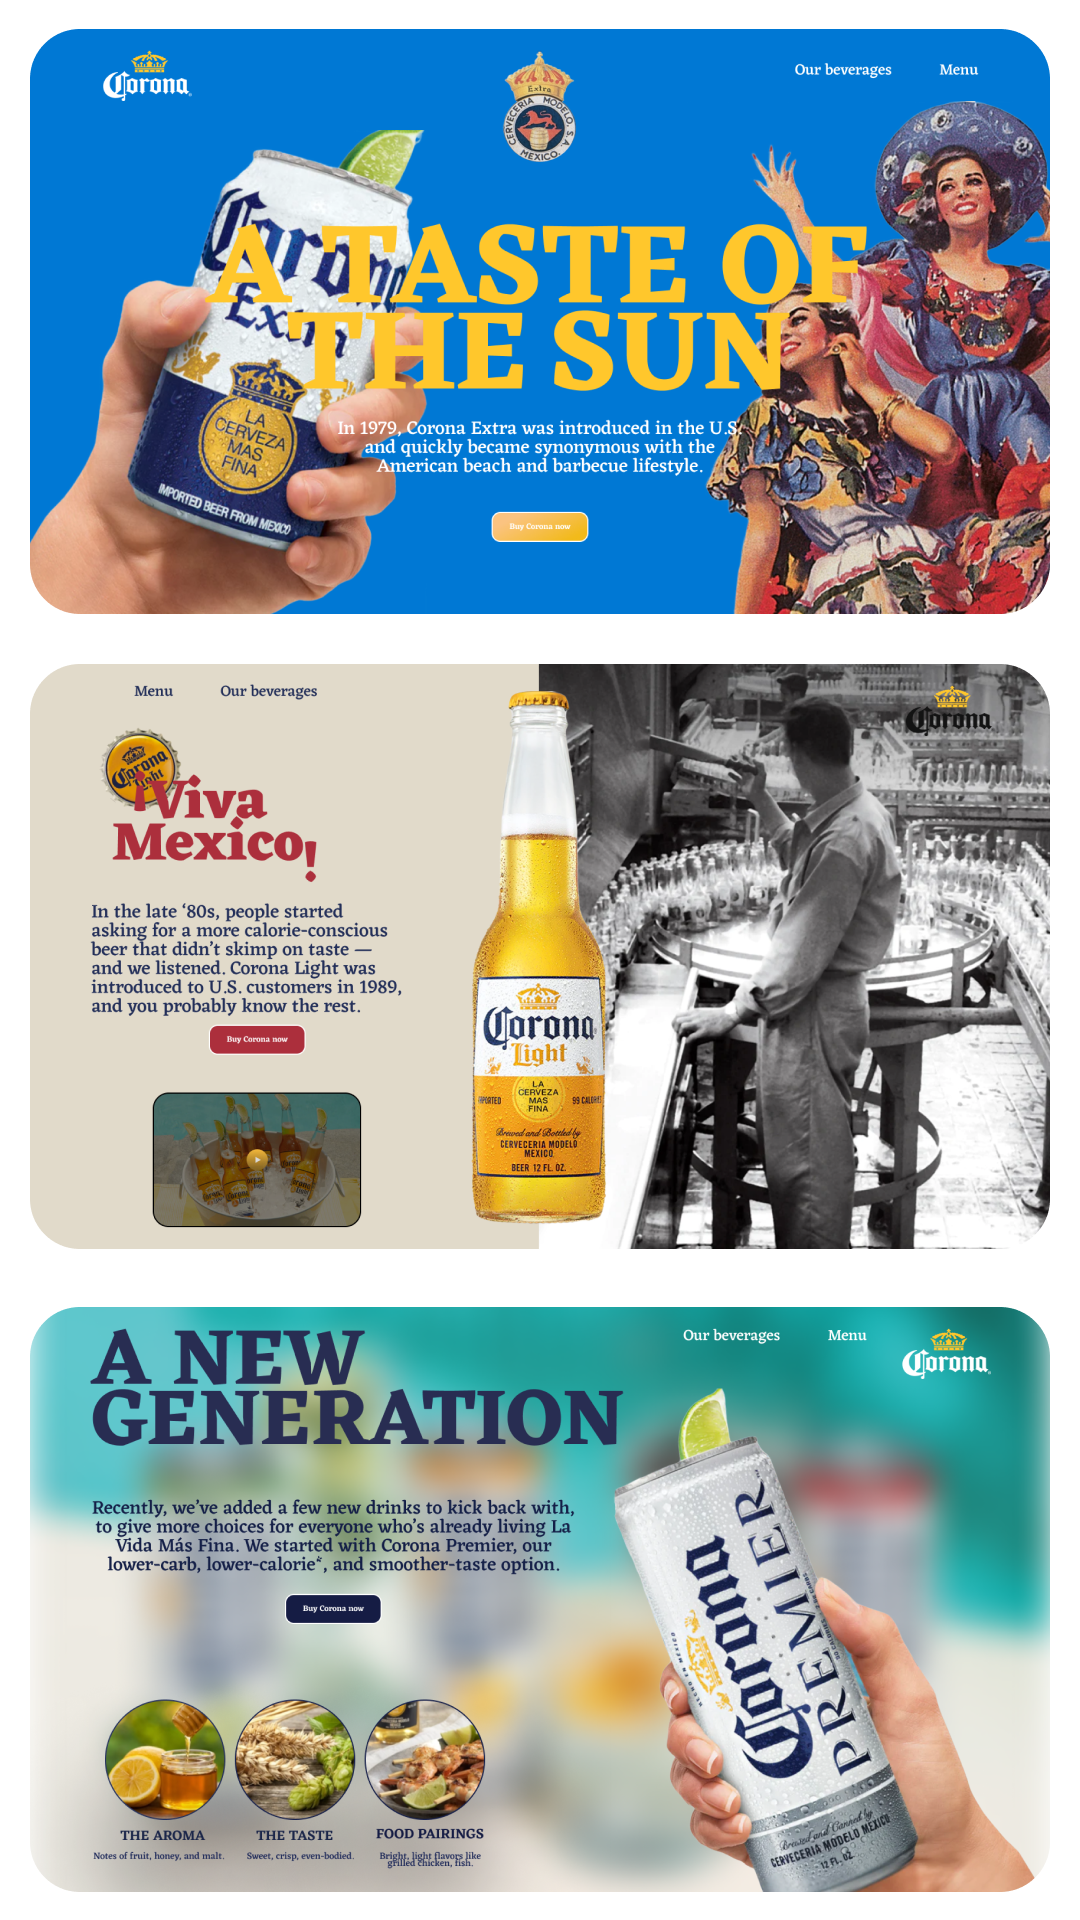 Corona
Extra
CERVECERIA MODELO, S.A.
MEXICO.
Our beverages
Menu
Corona
Extra
LA
CERVEZA
MAS
FINA
IMPORTED BEER FROM MEXICO
A TASTE OF
THE SUN
In 1979, Corona Extra was introduced in the U.S.
and quickly became synonymous with the
American beach and barbecue lifestyle.
Buy Corona now
Menu
Our beverages
Corona
Corona
Light
¡Viva
Mexico!
In the late ‘80s, people started
asking for a more calorie-conscious
beer that didn’t skimp on taste —
and we listened. Corona Light was
introduced to U.S. customers in 1989,
and you probably know the rest.
Buy Corona now
Corona
Light
LA
CERVEZA
MAS
FINA
99 CALORIES
Brewed and Bottled by
CERVECERIA MODELO
MEXICO
BEER 12 FL. OZ.
A NEW
GENERATION
Our beverages
Menu
Corona
Recently, we’ve added a few new drinks to kick back with,
to give more choices for everyone who’s already living La
Vida Más Fina. We started with Corona Premier, our
lower-carb, lower-calorie*, and smoother-taste option.
Buy Corona now
Corona
PREMIER
Brewed and Canned by
CERVECERIA MODELO MEXICO
12 FL. OZ.
THE AROMA
Notes of fruit, honey, and malt.
THE TASTE
Sweet, crisp, even-bodied.
FOOD PAIRINGS
Bright, light flavors like
grilled chicken, fish.